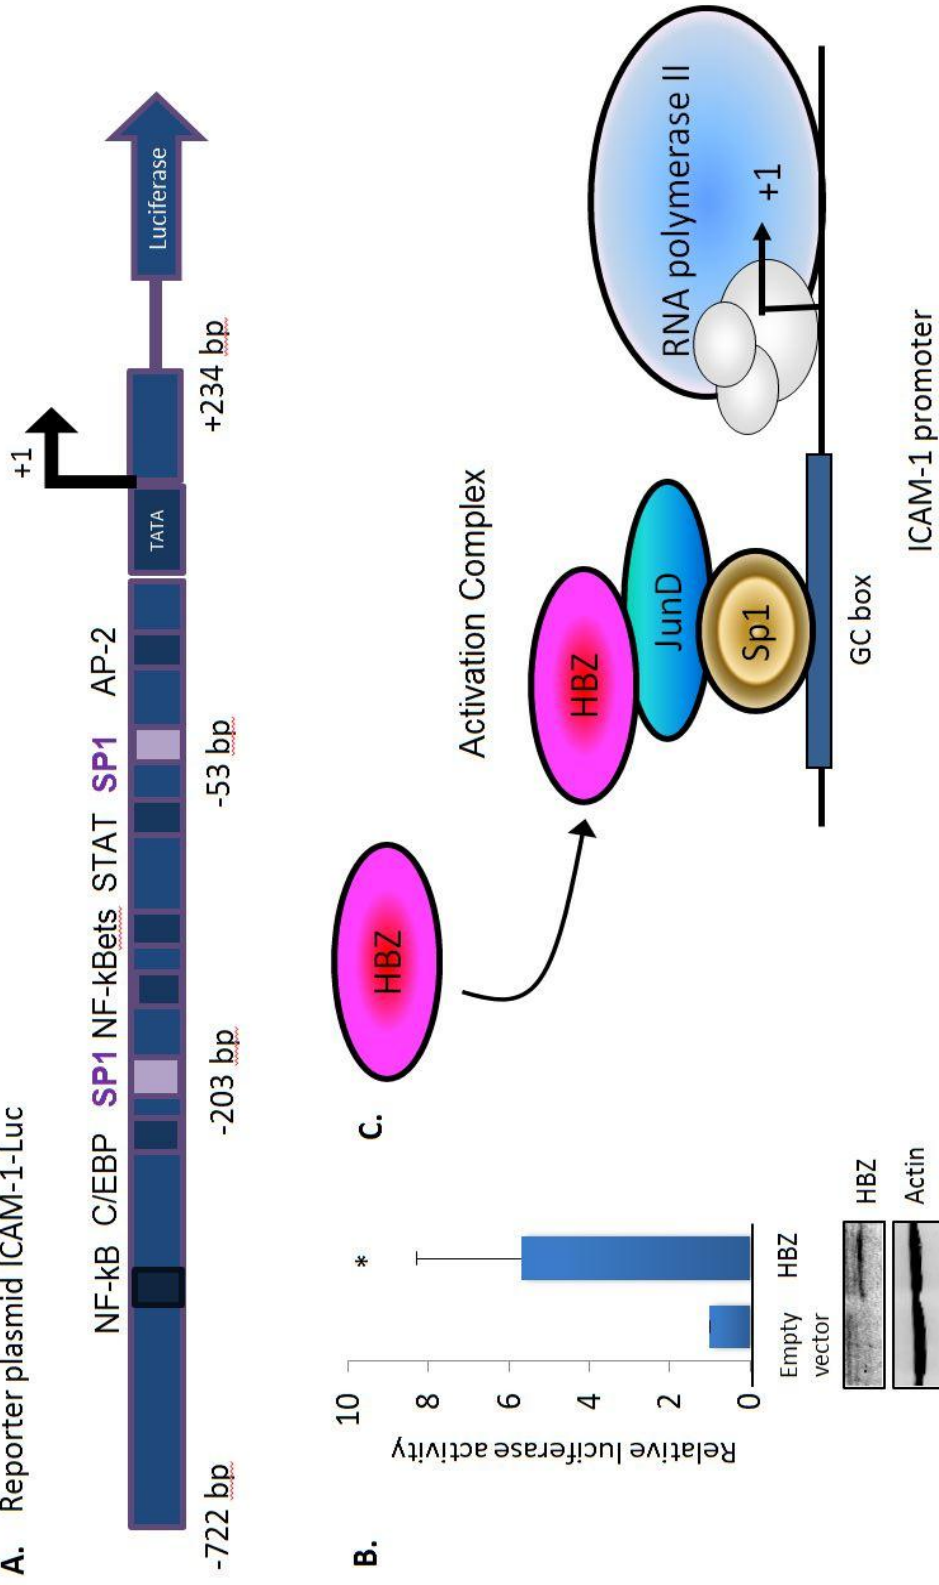 A. Reporter plasmid ICAM-1-Luc
NF-kB C/EBP SP1 NF-kBets STAT SP1 AP-2
+1
TATA
Luciferase
-722 bp
-203 bp
-53 bp
+234 bp
B.
Relative luciferase activity
10
8
6
4
2
0
*
Empty
vector
HBZ
HBZ
Actin
C.
HBZ
Activation Complex
HBZ
JunD
Sp1
RNA polymerase II
+1
GC box
ICAM-1 promoter